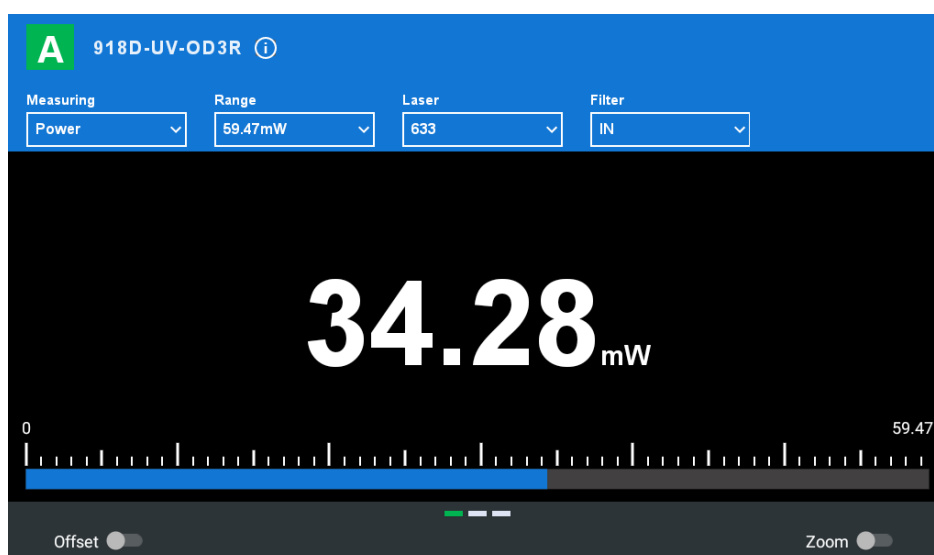 A 918D-UV-OD3R i
Measuring Range Laser Filter
Power 59.47mW 633 IN
34.28 mW
0 59.47
Offset Zoom